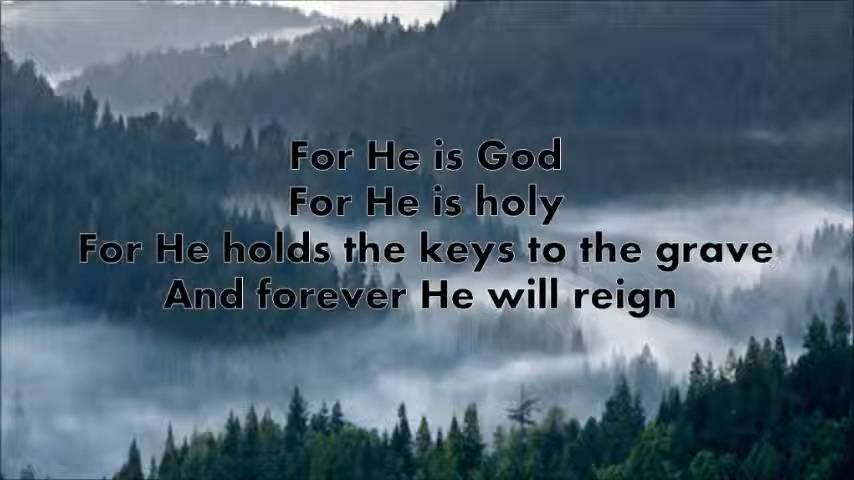 For He is God
For He is holy
For He holds the keys to the grave
And forever He will reign